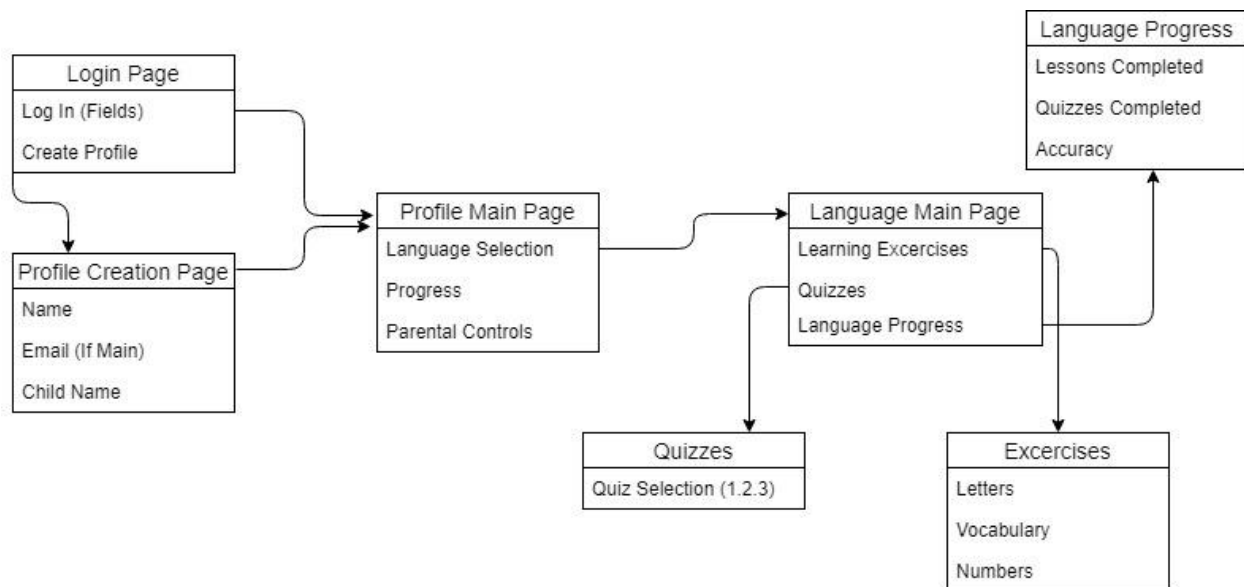 Login Page
Log In (Fields)
Create Profile
Profile Creation Page
Name
Email (If Main)
Child Name
Profile Main Page
Language Selection
Progress
Parental Controls
Language Main Page
Learning Excercises
Quizzes
Language Progress
Language Progress
Lessons Completed
Quizzes Completed
Accuracy
Quizzes
Quiz Selection (1.2.3)
Excercises
Letters
Vocabulary
Numbers